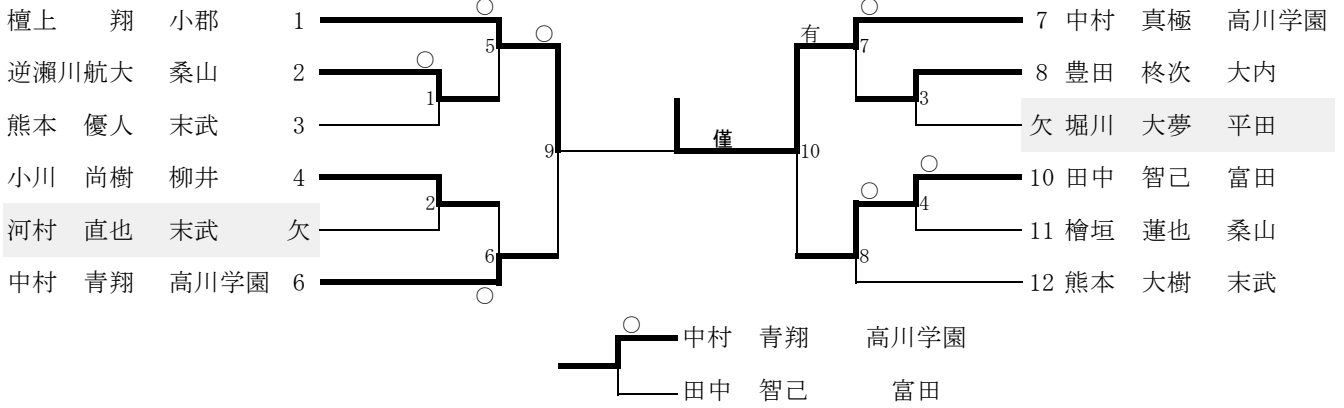 檀上 翔 小郡 1
逆瀬川航大 桑山 2
熊本 優人 末武 3
小川 尚樹 柳井 4
河村 直也 末武 欠
中村 青翔 高川学園 6
○
5
○
○
1
9
2
6
○
僅
10
有
○
7
3
○
4
○
8
7 中村 真極 高川学園
8 豊田 柊次 大内
欠 堀川 大夢 平田
10 田中 智己 富田
11 檜垣 蓮也 桑山
12 熊本 大樹 末武
○
中村 青翔 高川学園
田中 智己 富田